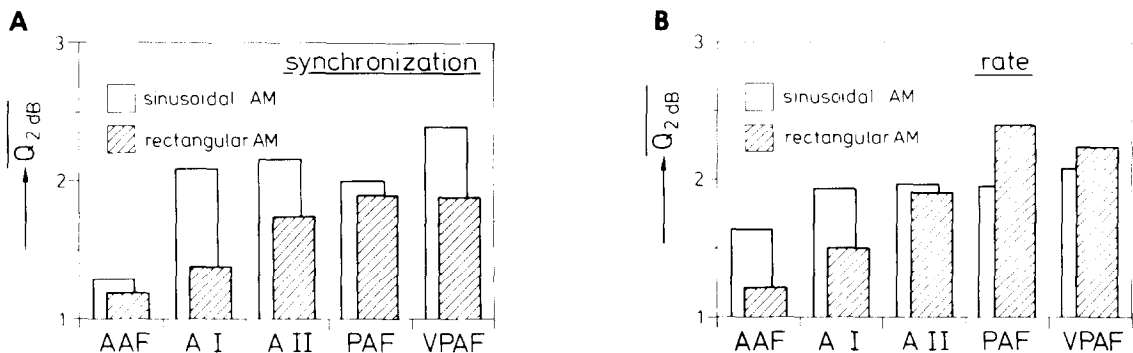 A
3
synchronization
sinusoidal AM
rectangular AM
Q2 dB
2
1
AAF A I A II PAF VPAF
B
3
rate
sinusoidal AM
rectangular AM
Q2 dB
2
1
AAF A I A II PAF VPAF